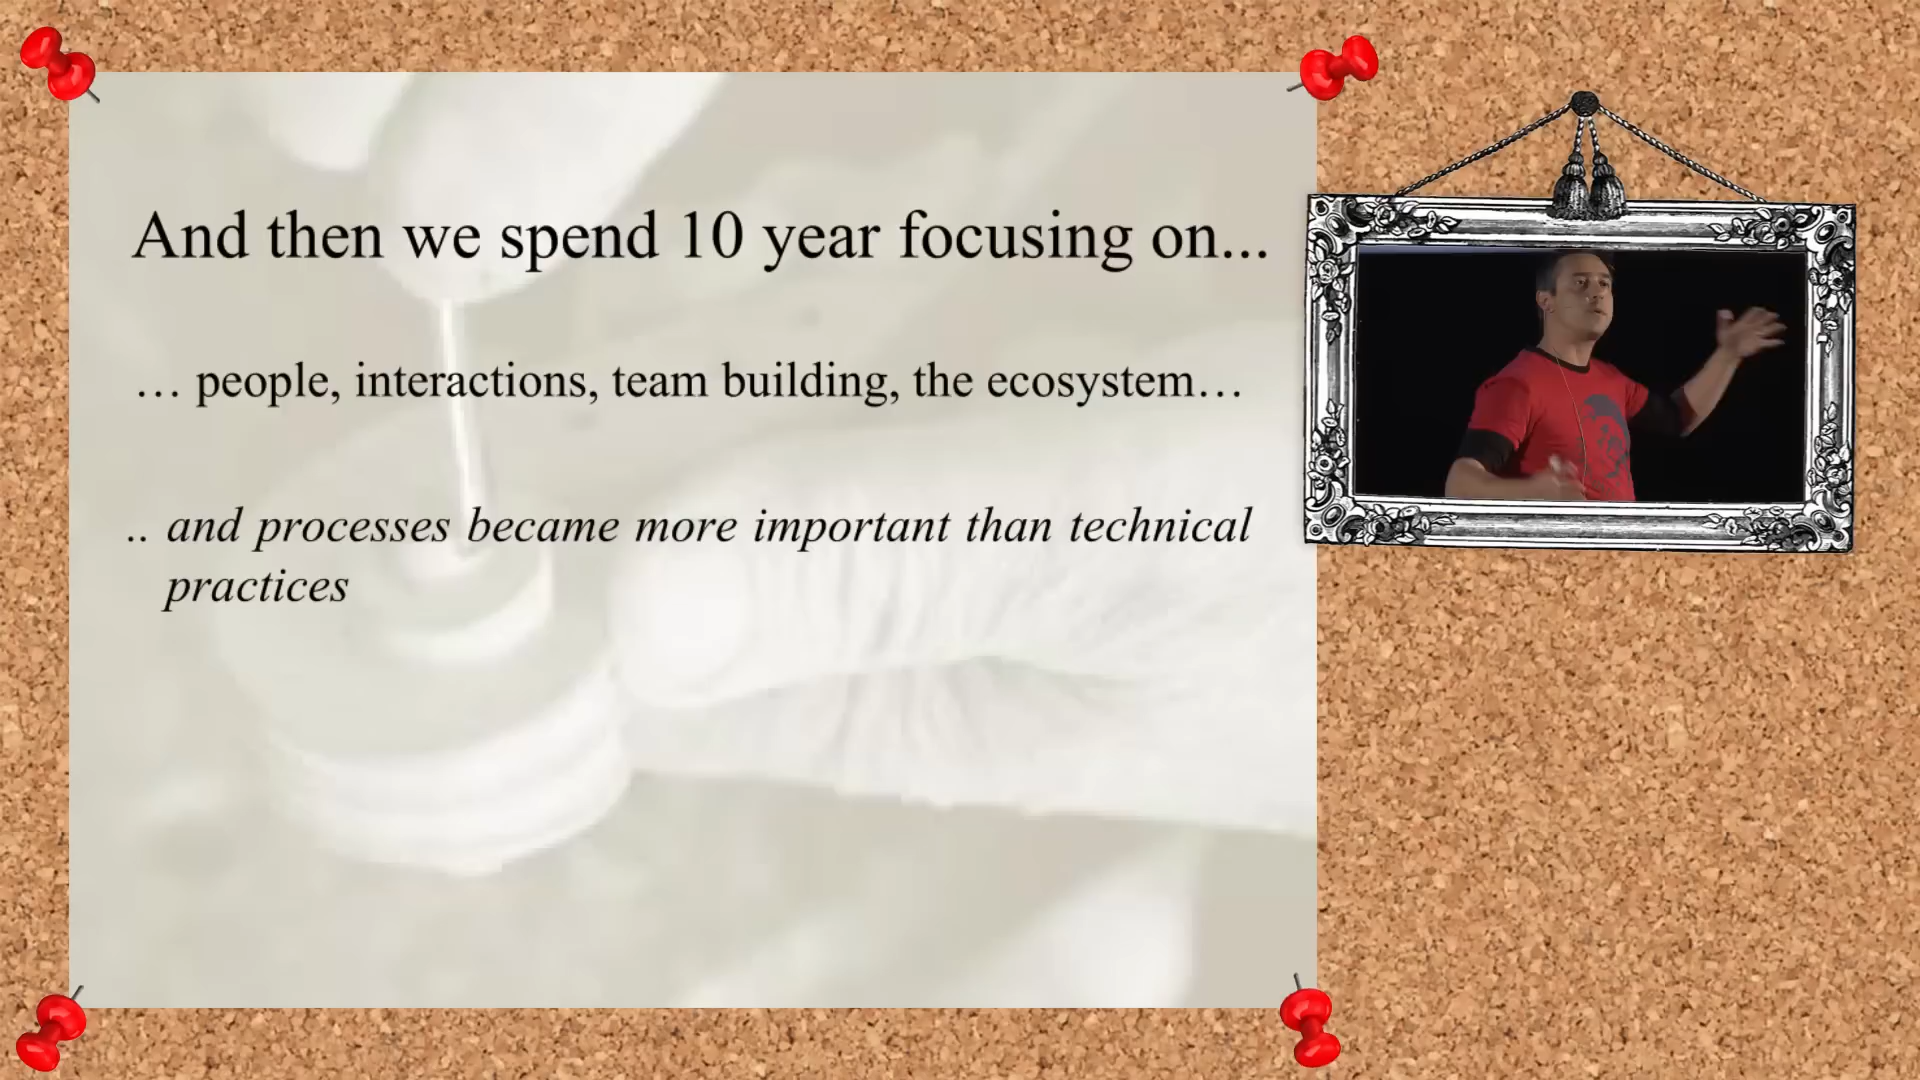 And then we spend 10 year focusing on...
… people, interactions, team building, the ecosystem…
.. and processes became more important than technical
practices